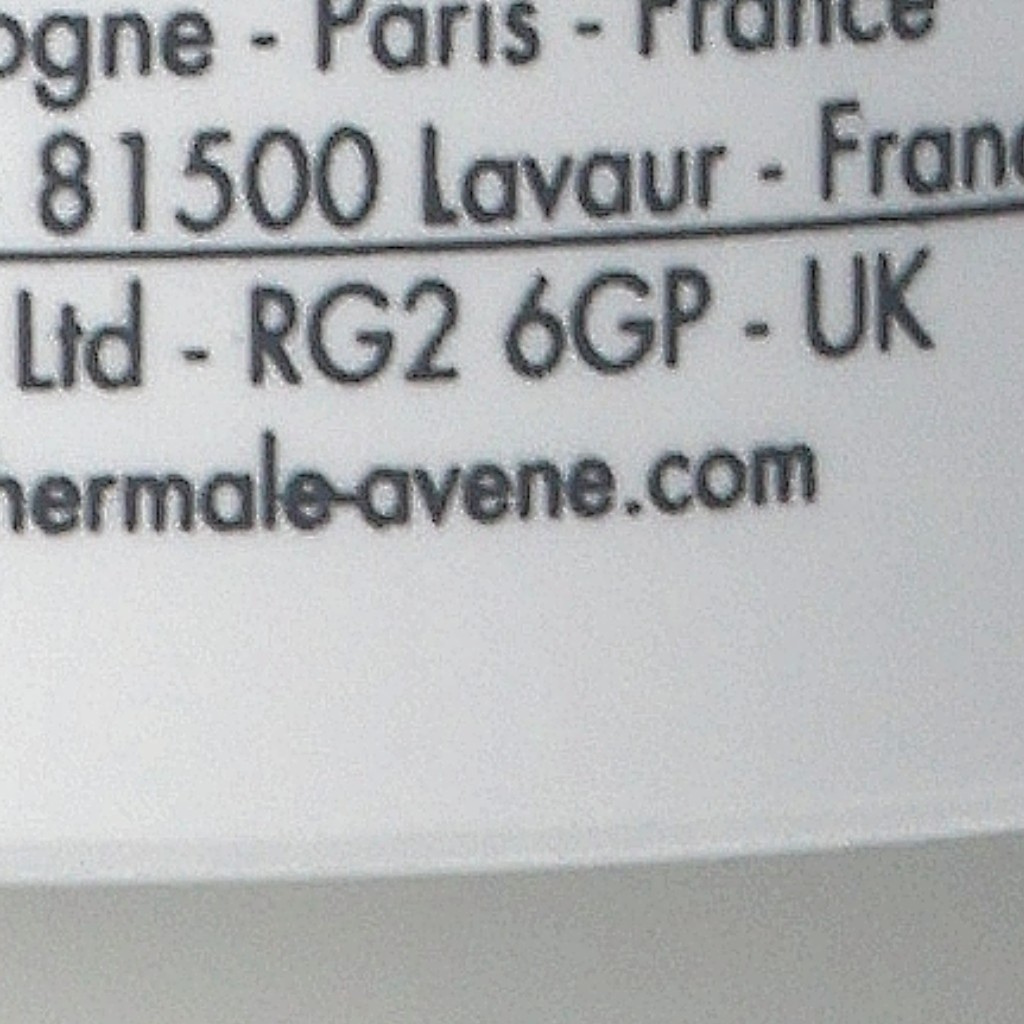 ogne - Paris - France
81500 Lavaur - Franc
Ltd - RG2 6GP - UK
hermale-avene.com